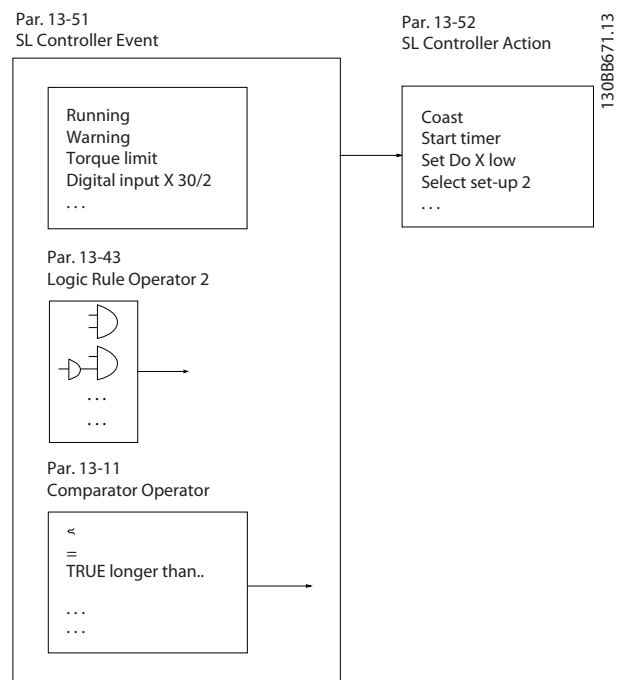 Par. 13-51
SL Controller Event
Par. 13-52
SL Controller Action
130BB671.13
Running
Warning
Torque limit
Digital input X 30/2
. . .
Coast
Start timer
Set Do X low
Select set-up 2
. . .
Par. 13-43
Logic Rule Operator 2
. . .
. . .
Par. 13-11
Comparator Operator
<
=
TRUE longer than..
. . .
. . .